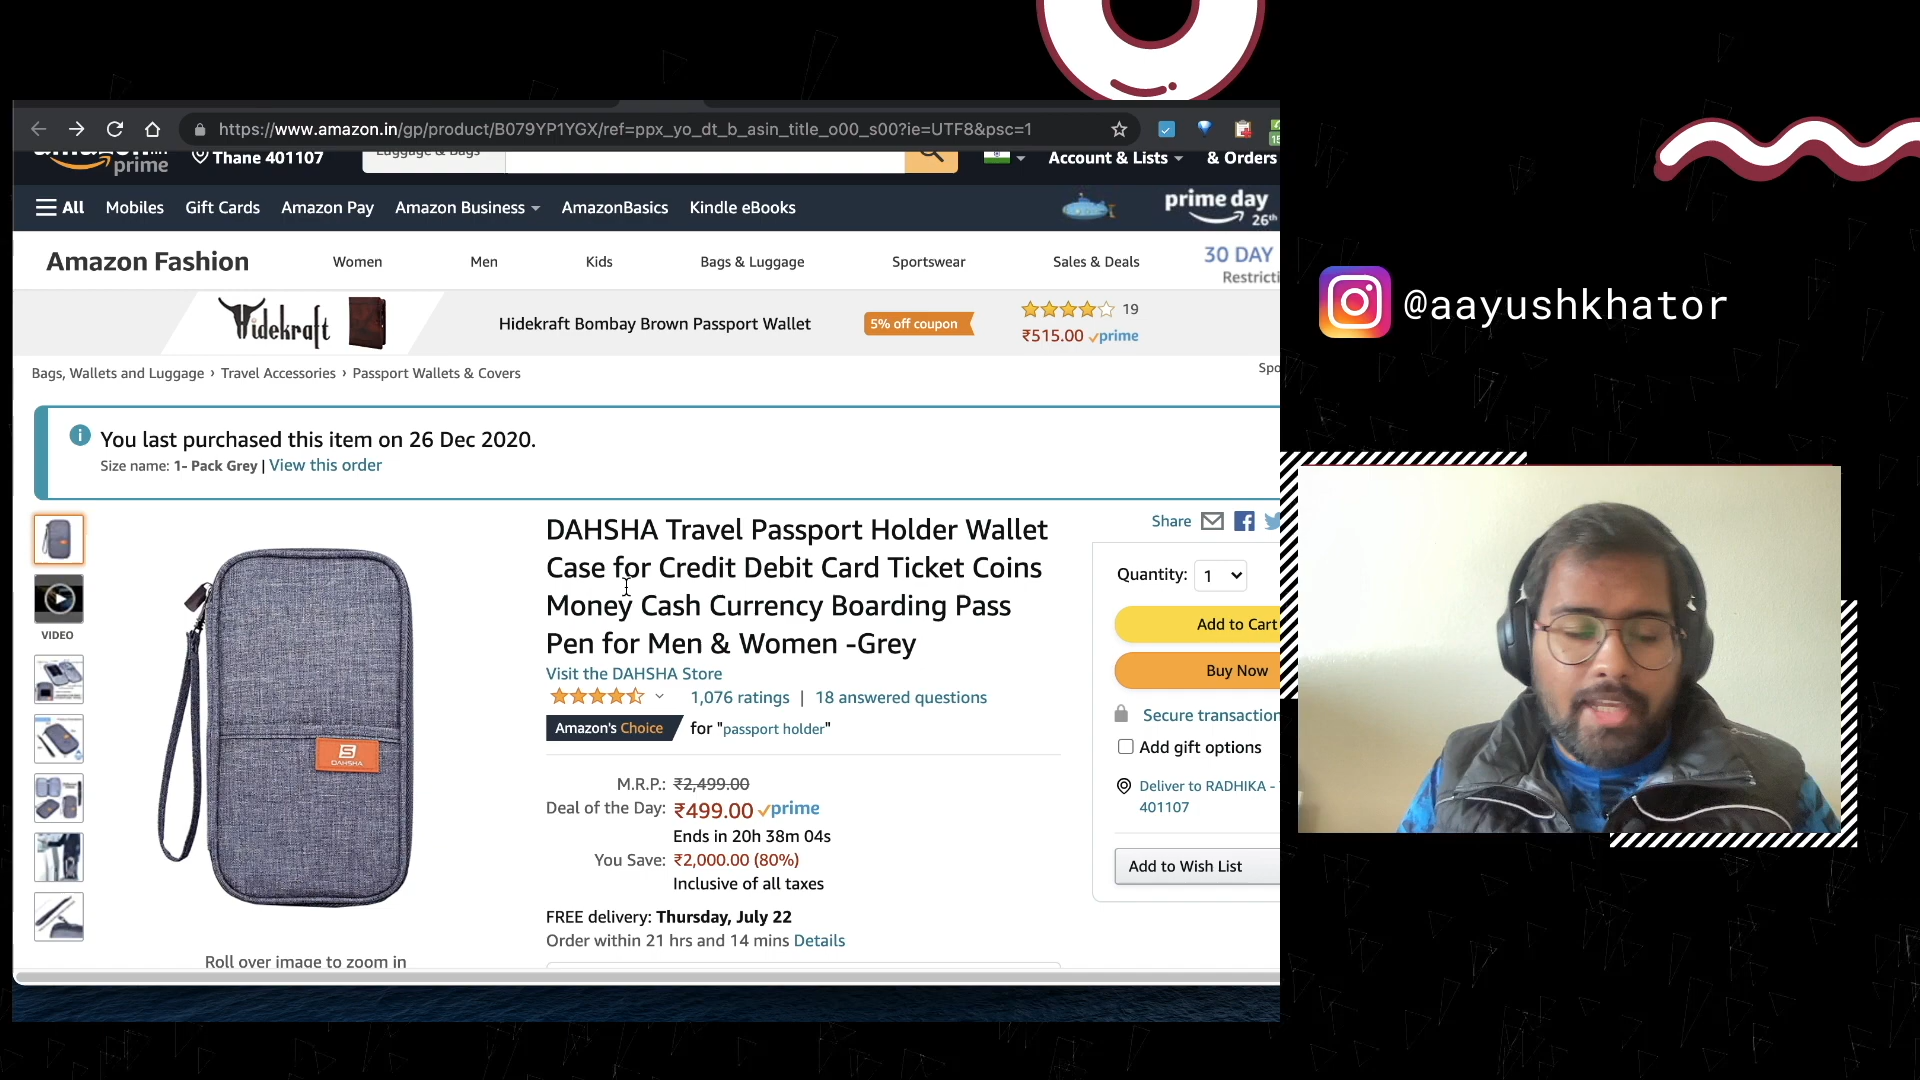 https://www.amazon.in/gp/product/B079YP1YGX/ref=ppx_yo_dt_b_asin_title_o00_s00?ie=UTF8&psc=1
prime
Thane 401107
Luggage & Bags
Account & Lists
& Orders
All
Mobiles
Gift Cards
Amazon Pay
Amazon Business
AmazonBasics
Kindle eBooks
prime day
26th
Amazon Fashion
Women
Men
Kids
Bags & Luggage
Sportswear
Sales & Deals
30 DAY
Hidekraft
Hidekraft Bombay Brown Passport Wallet
5% off coupon
19
₹515.00 prime
Bags, Wallets and Luggage › Travel Accessories › Passport Wallets & Covers
You last purchased this item on 26 Dec 2020.
Size name: 1- Pack Grey | View this order
VIDEO
DAHSHA
Roll over image to zoom in
DAHSHA Travel Passport Holder Wallet
Case for Credit Debit Card Ticket Coins
Money Cash Currency Boarding Pass
Pen for Men & Women -Grey
Visit the DAHSHA Store
1,076 ratings | 18 answered questions
Amazon's Choice for "passport holder"
M.R.P.: ₹2,499.00
Deal of the Day: ₹499.00 prime
Ends in 20h 38m 04s
You Save: ₹2,000.00 (80%)
Inclusive of all taxes
FREE delivery: Thursday, July 22
Order within 21 hrs and 14 mins Details
Share
Quantity: 1
Add to Cart
Buy Now
Secure transaction
Add gift options
Deliver to RADHIKA -
401107
Add to Wish List
@aayushkhator